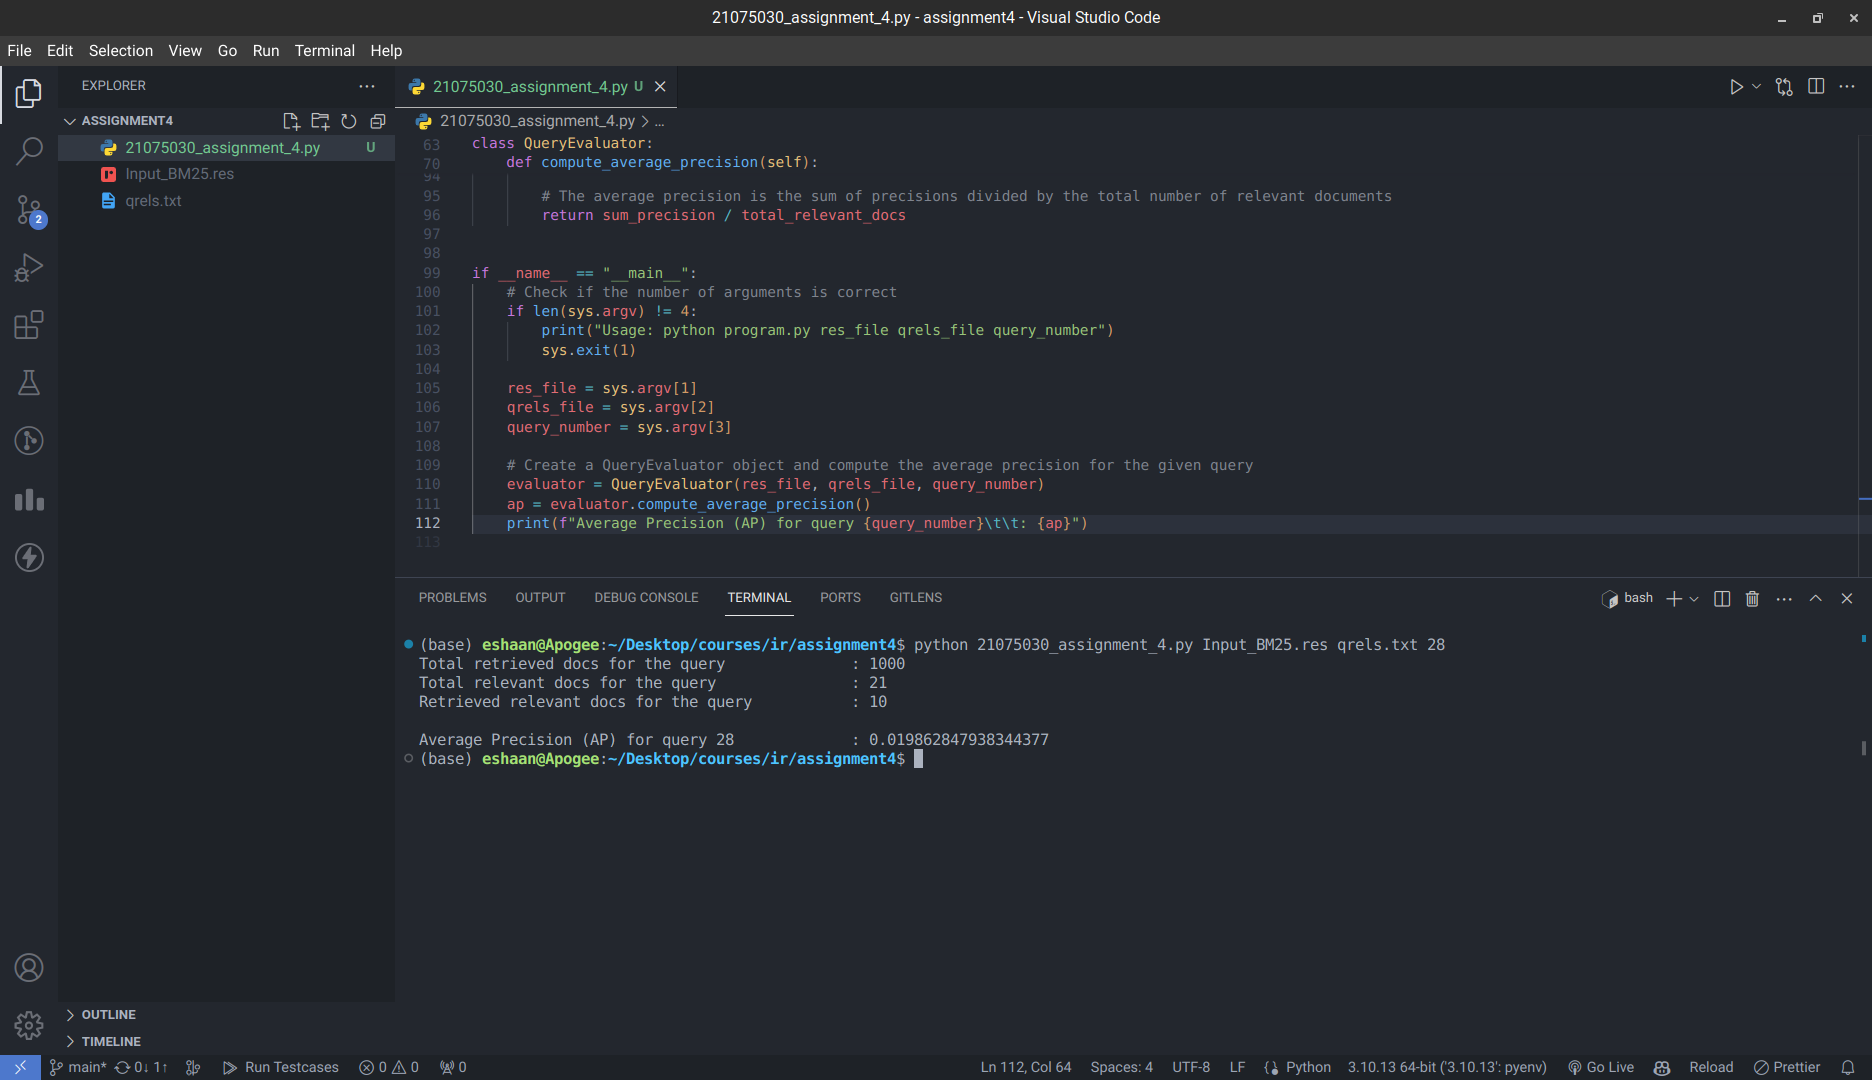 21075030_assignment_4.py - assignment4 - Visual Studio Code
File Edit Selection View Go Run Terminal Help
EXPLORER
ASSIGNMENT4
21075030_assignment_4.py U
Input_BM25.res
qrels.txt
2
OUTLINE
TIMELINE
21075030_assignment_4.py U
21075030_assignment_4.py > ...
63 class QueryEvaluator:
70     def compute_average_precision(self):
94
95         # The average precision is the sum of precisions divided by the total number of relevant documents
96         return sum_precision / total_relevant_docs
97
98
99 if __name__ == "__main__":
100     # Check if the number of arguments is correct
101     if len(sys.argv) != 4:
102         print("Usage: python program.py res_file qrels_file query_number")
103         sys.exit(1)
104
105     res_file = sys.argv[1]
106     qrels_file = sys.argv[2]
107     query_number = sys.argv[3]
108
109     # Create a QueryEvaluator object and compute the average precision for the given query
110     evaluator = QueryEvaluator(res_file, qrels_file, query_number)
111     ap = evaluator.compute_average_precision()
112     print(f"Average Precision (AP) for query {query_number}\t\t: {ap}")
113
PROBLEMS OUTPUT DEBUG CONSOLE TERMINAL PORTS GITLENS
bash
(base) eshaan@Apogee:~/Desktop/courses/ir/assignment4$ python 21075030_assignment_4.py Input_BM25.res qrels.txt 28
Total retrieved docs for the query : 1000
Total relevant docs for the query : 21
Retrieved relevant docs for the query : 10
Average Precision (AP) for query 28 : 0.019862847938344377
(base) eshaan@Apogee:~/Desktop/courses/ir/assignment4$
main* 0↓ 1↑ Run Testcases 0 0 0 Ln 112, Col 64 Spaces: 4 UTF-8 LF Python 3.10.13 64-bit ('3.10.13': pyenv) Go Live Reload Prettier